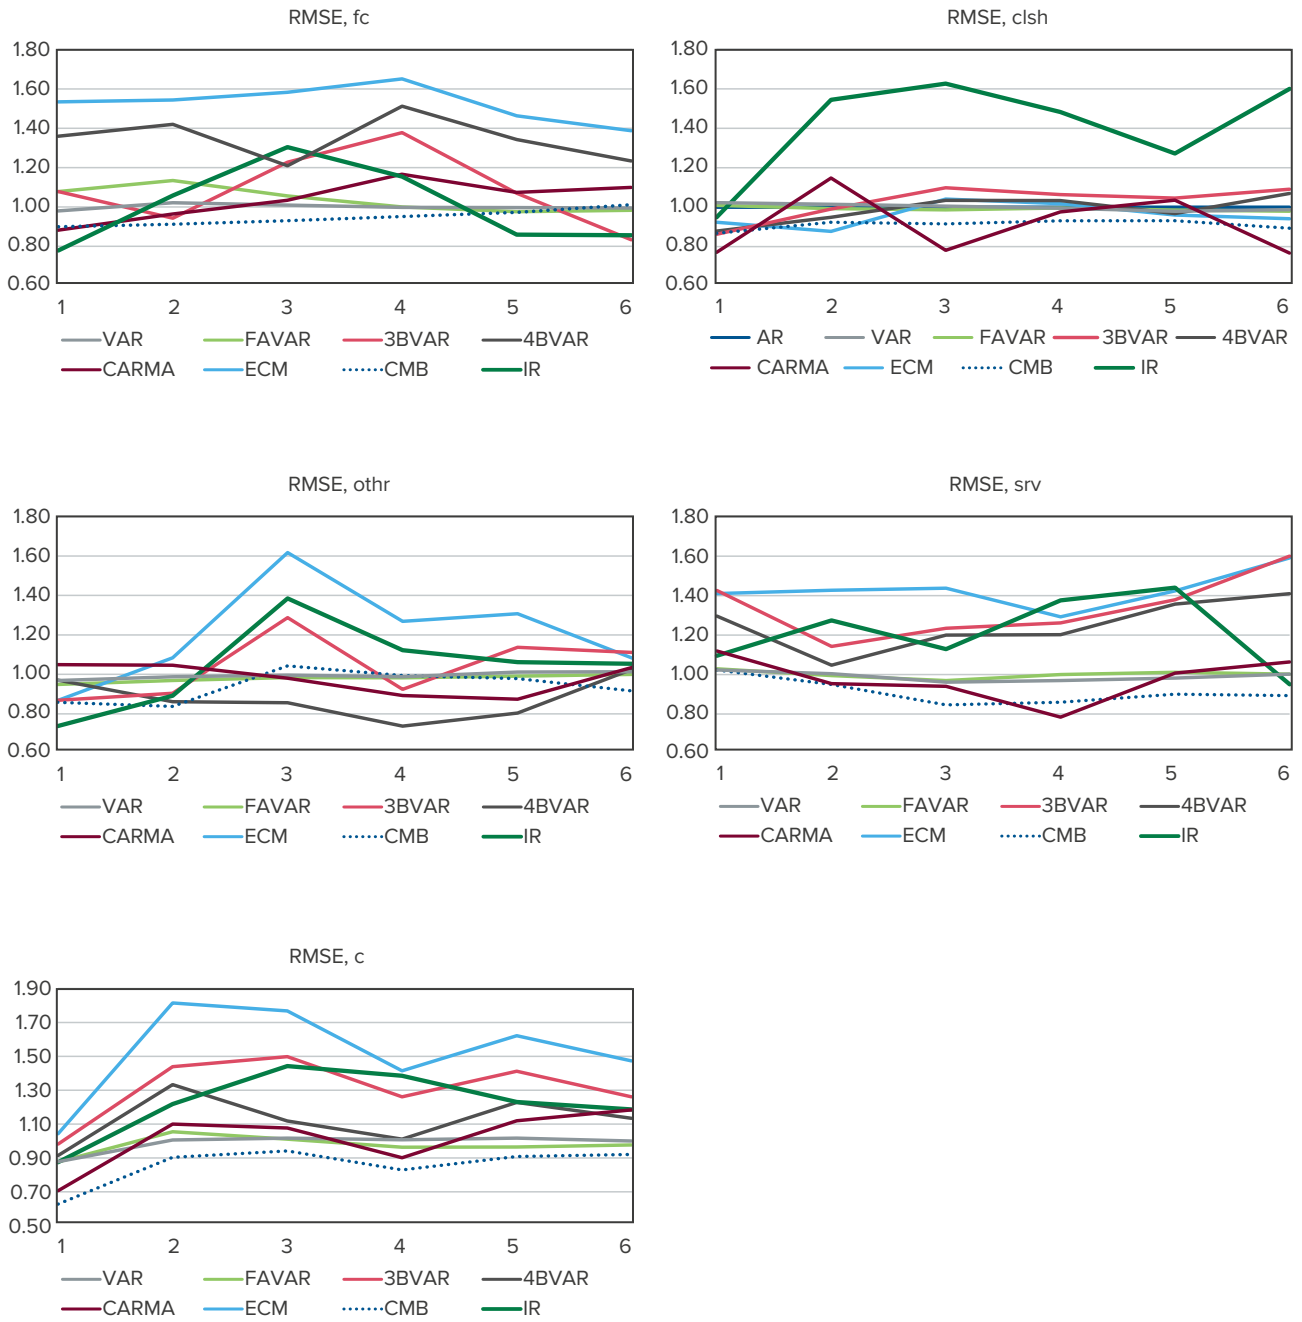 RMSE, fc
1.80
1.60
1.40
1.20
1.00
0.80
0.60
1 2 3 4 5 6
VAR FAVAR 3BVAR 4BVAR
CARMA ECM CMB IR
RMSE, clsh
1.80
1.60
1.40
1.20
1.00
0.80
0.60
1 2 3 4 5 6
AR VAR FAVAR 3BVAR 4BVAR
CARMA ECM CMB IR
RMSE, othr
1.80
1.60
1.40
1.20
1.00
0.80
0.60
1 2 3 4 5 6
VAR FAVAR 3BVAR 4BVAR
CARMA ECM CMB IR
RMSE, srv
1.80
1.60
1.40
1.20
1.00
0.80
0.60
1 2 3 4 5 6
VAR FAVAR 3BVAR 4BVAR
CARMA ECM CMB IR
RMSE, c
1.90
1.70
1.50
1.30
1.10
0.90
0.70
0.50
1 2 3 4 5 6
VAR FAVAR 3BVAR 4BVAR
CARMA ECM CMB IR